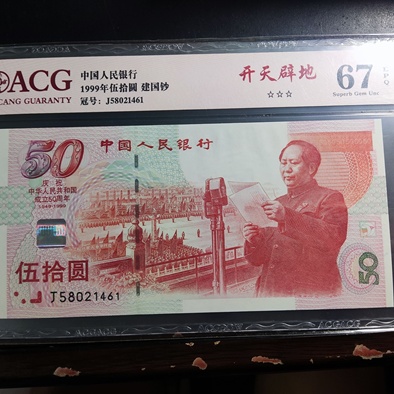 ACG
CANG GUARANTY
中国人民银行
1999年伍拾圆 建国钞
冠号: J58021461
开天辟地
☆☆☆
67
Superb Gem Unc
50
中国人民银行
庆祝
中华人民共和国
成立50周年
1949-1999
伍拾圆
J58021461
50